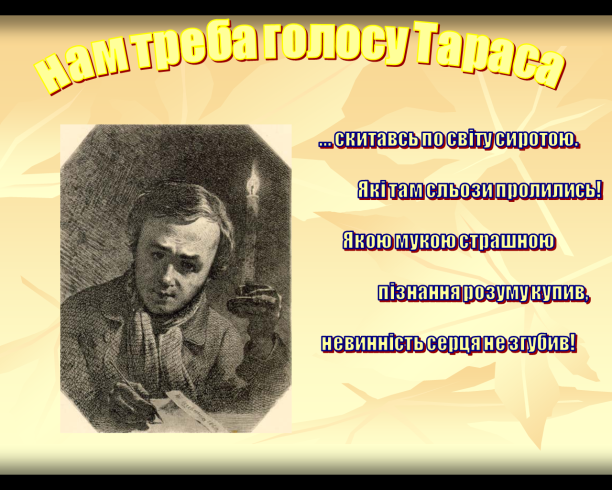 нам треба голосу Тараса
... скитавсь по світу сиротою.
Які там сльози пролились!
Якою мукою страшною
пізнання розуму купив,
невинність серця не згубив!